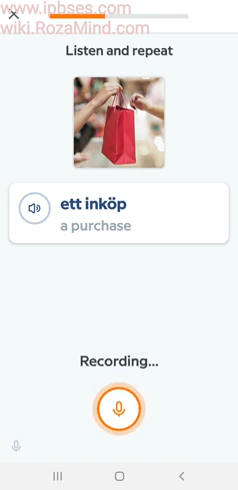 www.ipbses.com
wiki.RozaMind.com
Listen and repeat
ett inköp
a purchase
Recording...